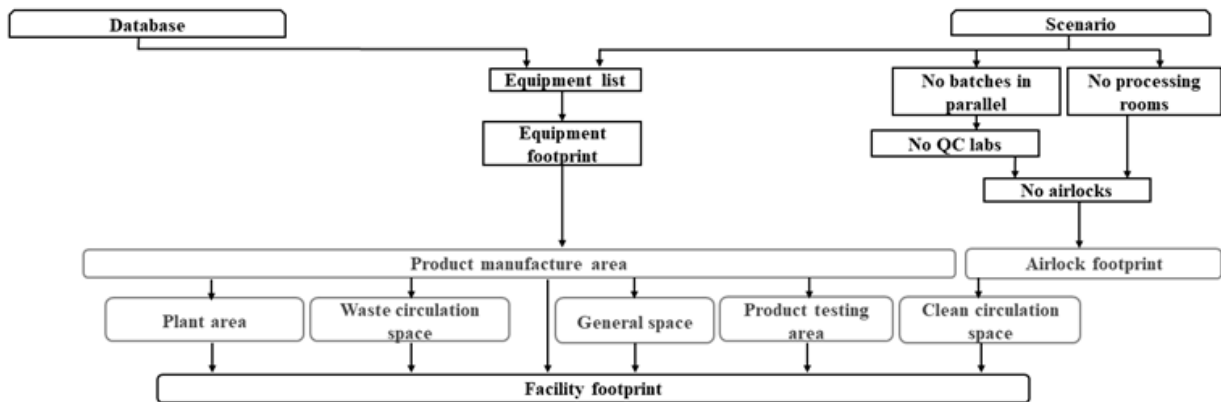 Database
Scenario
Equipment list
No batches in
parallel
No processing
rooms
Equipment
footprint
No QC labs
No airlocks
Product manufacture area
Airlock footprint
Plant area
Waste circulation
space
General space
Product testing
area
Clean circulation
space
Facility footprint